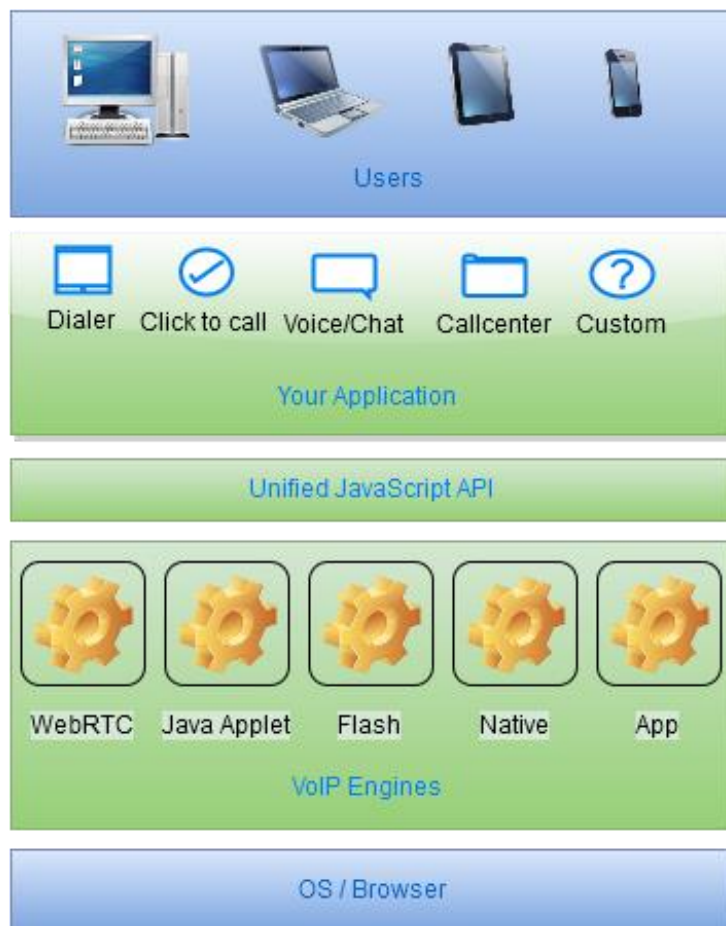 Users
Dialer Click to call Voice/Chat Callcenter Custom
Your Application
Unified JavaScript API
WebRTC Java Applet Flash Native App
VoIP Engines
OS / Browser